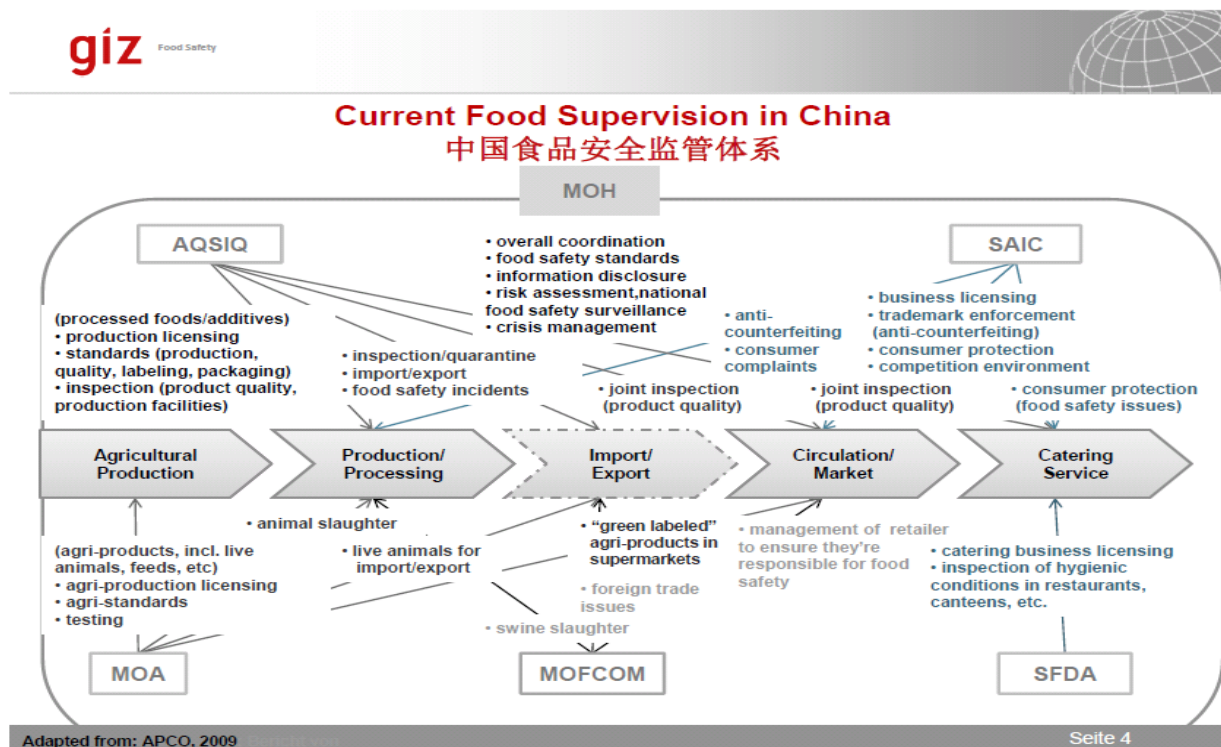 giz Food Safety
Current Food Supervision in China
中国食品安全监管体系
MOH
AQSIQ
SAIC
• overall coordination
• food safety standards
• information disclosure
• risk assessment,national
food safety surveillance
• crisis management
(processed foods/additives)
• production licensing
• standards (production,
quality, labeling, packaging)
• inspection (product quality,
production facilities)
• inspection/quarantine
• import/export
• food safety incidents
• anti-
counterfeiting
• consumer
complaints
• business licensing
• trademark enforcement
(anti-counterfeiting)
• consumer protection
• competition environment
• joint inspection
(product quality)
• joint inspection
(product quality)
• consumer protection
(food safety issues)
Agricultural
Production
Production/
Processing
Import/
Export
Circulation/
Market
Catering
Service
• animal slaughter
(agri-products, incl. live
animals, feeds, etc)
• agri-production licensing
• agri-standards
• testing
• live animals for
import/export
• “green labeled”
agri-products in
supermarkets
• foreign trade
issues
• swine slaughter
• management of retailer
to ensure they're
responsible for food
safety
• catering business licensing
• inspection of hygienic
conditions in restaurants,
canteens, etc.
MOA
MOFCOM
SFDA
Adapted from: APCO, 2009
Seite 4